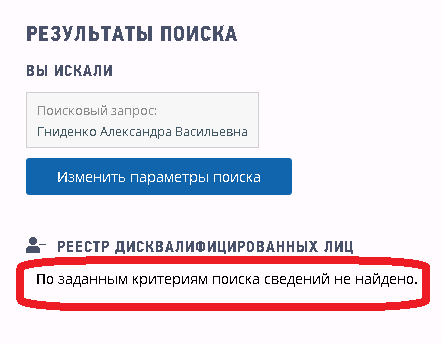 РЕЗУЛЬТАТЫ ПОИСКА
ВЫ ИСКАЛИ
Поисковый запрос:
Гниденко Александра Васильевна
Изменить параметры поиска
РЕЕСТР ДИСКВАЛИФИЦИРОВАННЫХ ЛИЦ
По заданным критериям поиска сведений не найдено.